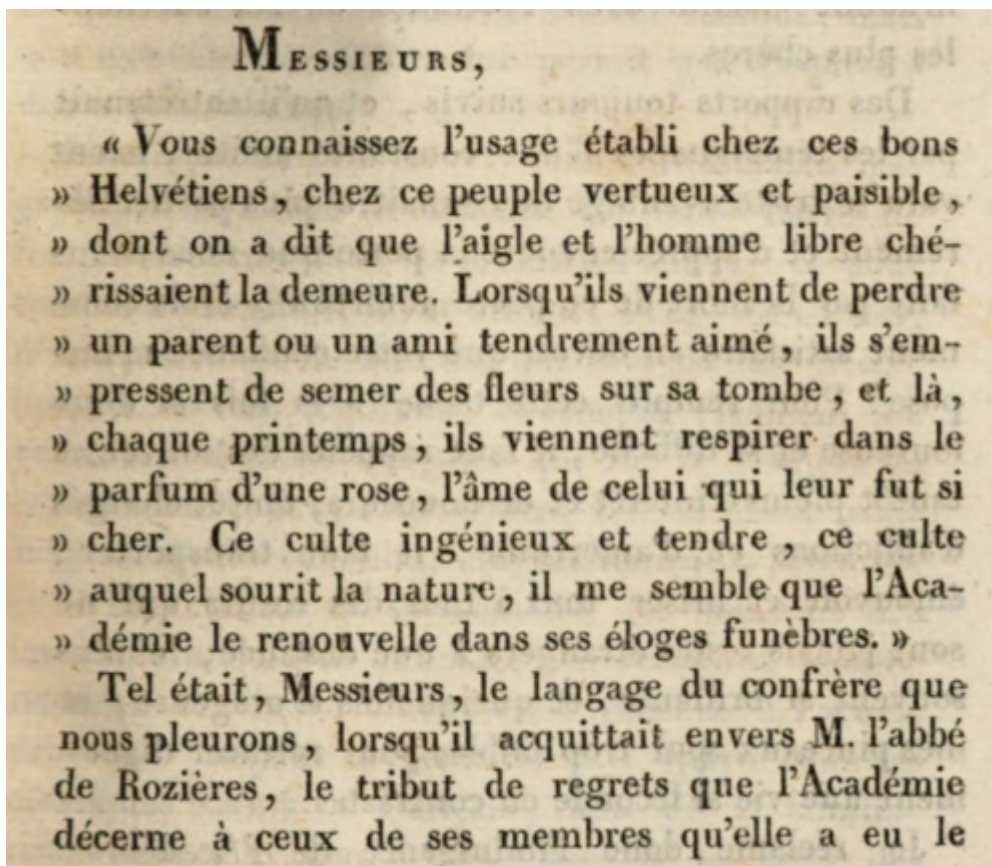 MESSIEURS,
« Vous connaissez l'usage établi chez ces bons
» Helvétiens, chez ce peuple vertueux et paisible,
» dont on a dit que l'aigle et l'homme libre ché-
» rissaient la demeure. Lorsqu'ils viennent de perdre
» un parent ou un ami tendrement aimé, ils s'em-
» pressent de semer des fleurs sur sa tombe, et là,
» chaque printemps, ils viennent respirer dans le
» parfum d'une rose, l'âme de celui qui leur fut si
» cher. Ce culte ingénieux et tendre, ce culte
» auquel sourit la nature, il me semble que l'Aca-
» démie le renouvelle dans ses éloges funèbres. »
Tel était, Messieurs, le langage du confrère que
nous pleurons, lorsqu'il acquittait envers M. l'abbé
de Rozières, le tribut de regrets que l'Académie
décerne à ceux de ses membres qu'elle a eu le